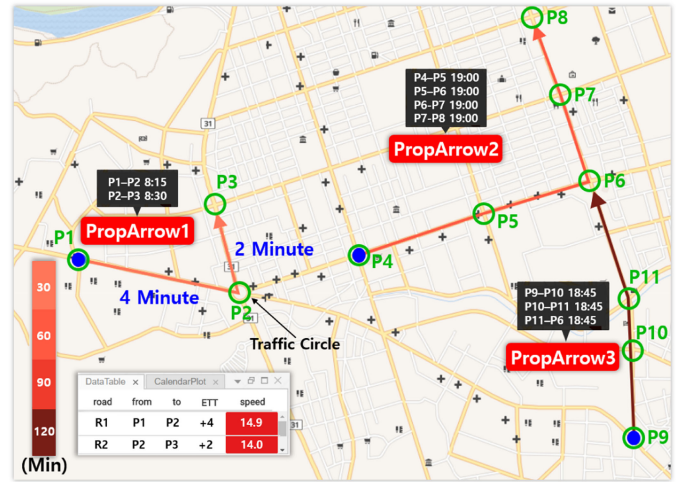 P8
P4–P5 19:00
P5–P6 19:00
P6-P7 19:00
P7-P8 19:00
P7
31
PropArrow2
P1–P2 8:15
P2–P3 8:30
P3
P6
PropArrow1
P5
P1
2 Minute
P4
31
30
4 Minute
P2
P11
P9–P10 18:45
P10–P11 18:45
P11–P6 18:45
31
Traffic Circle
60
P10
PropArrow3
90
DataTable × CalendarPlot ×
road from to ETT speed
R1 P1 P2 +4 14.9
31
120
R2 P2 P3 +2 14.0
P9
(Min)